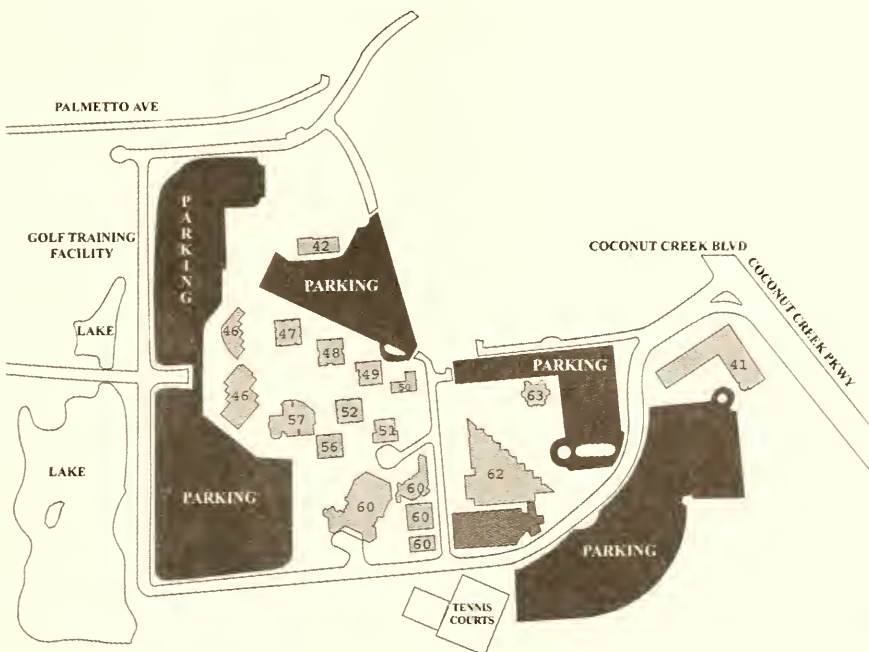 PALMETTO AVE
PARKING
GOLF TRAINING
FACILITY
42
COCONUT CREEK BLVD
COCONUT CREEK PKWY
PARKING
LAKE
46
47
48
49
50
PARKING
41
63
46
57
52
51
56
LAKE
62
PARKING
60
60
60
60
PARKING
TENNIS
COURTS